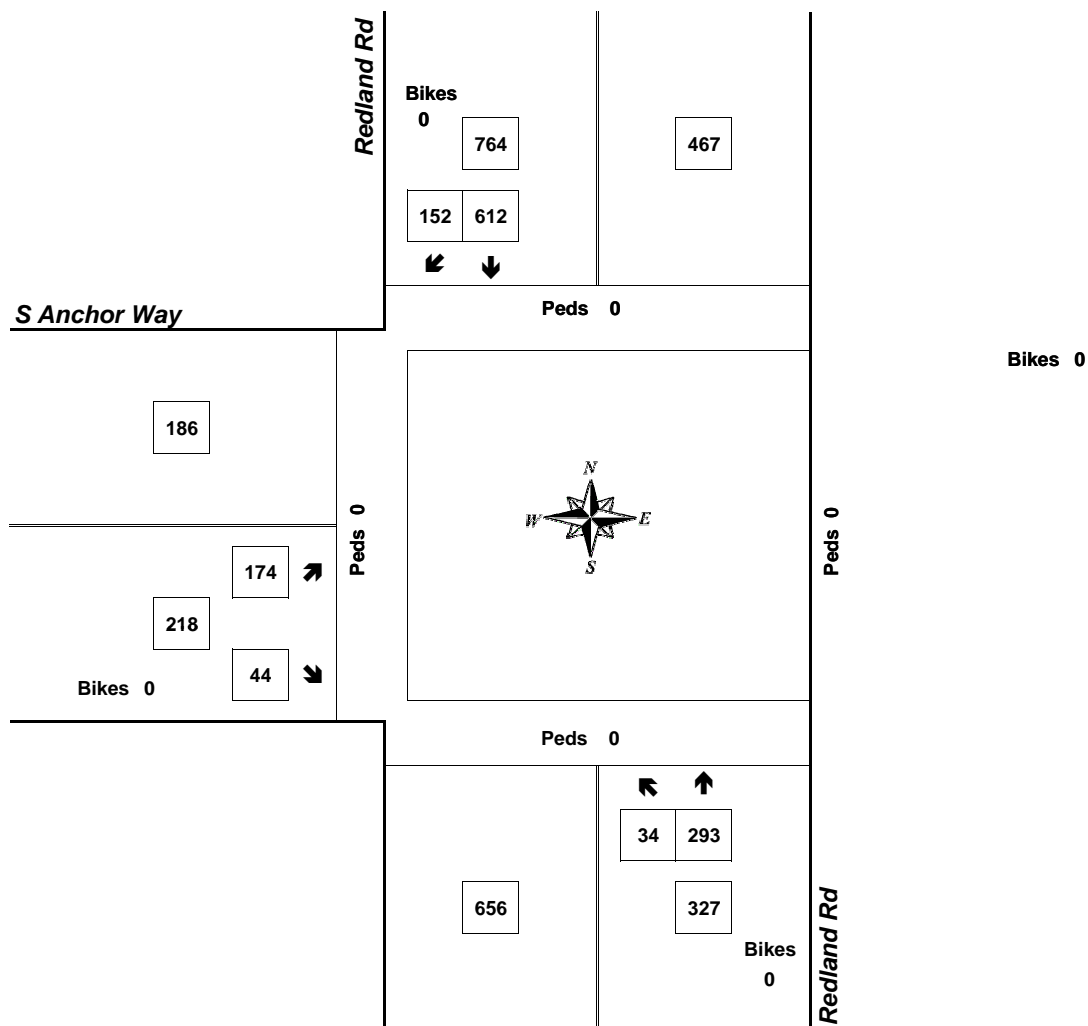 Redland Rd
Bikes
0
764
467
152 612
S Anchor Way
Peds 0
Bikes 0
186
N
W E
S
Peds 0
Peds 0
174
218
44
Bikes 0
Peds 0
34 293
656
327
Bikes
0
Redland Rd